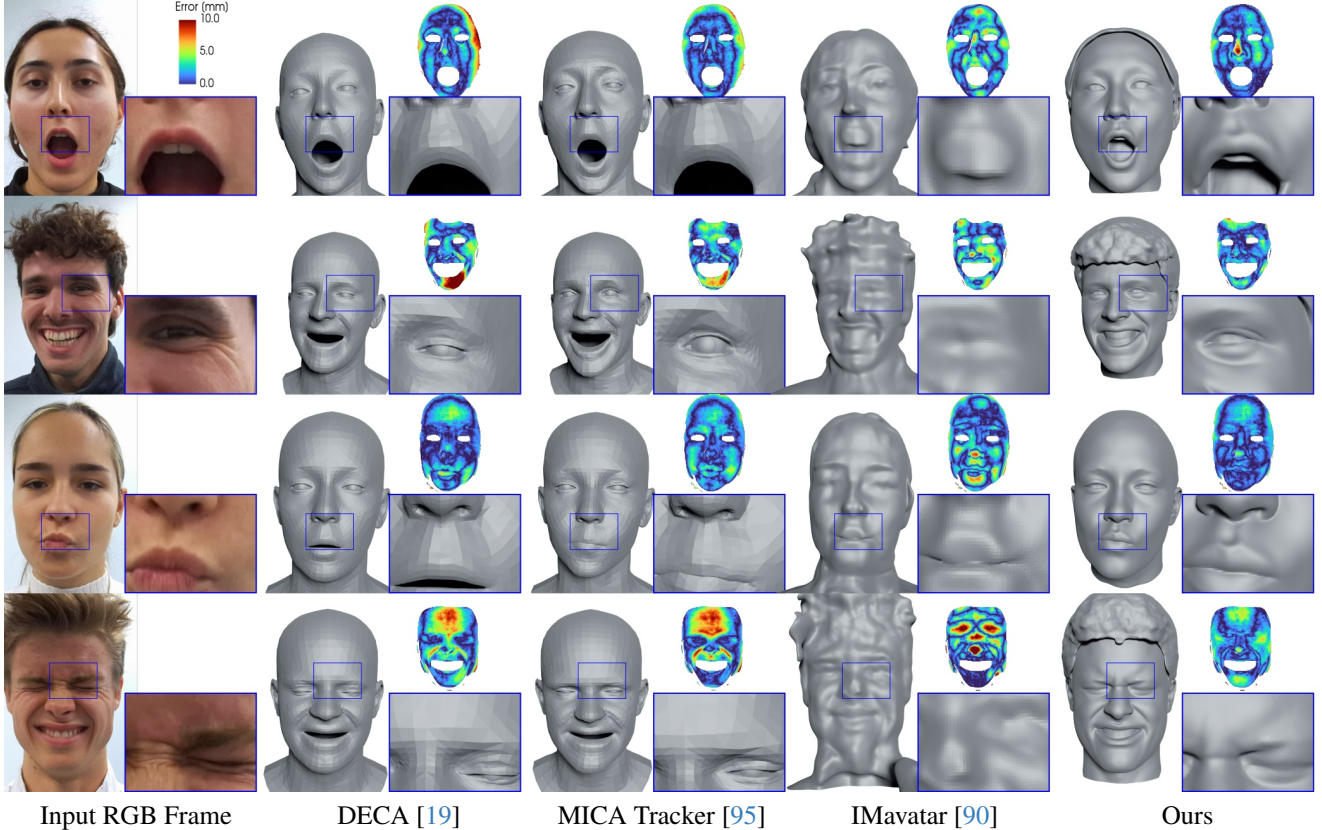 Error (mm)
10.0
5.0
0.0
Input RGB Frame
DECA [19]
MICA Tracker [95]
IMavatar [90]
Ours